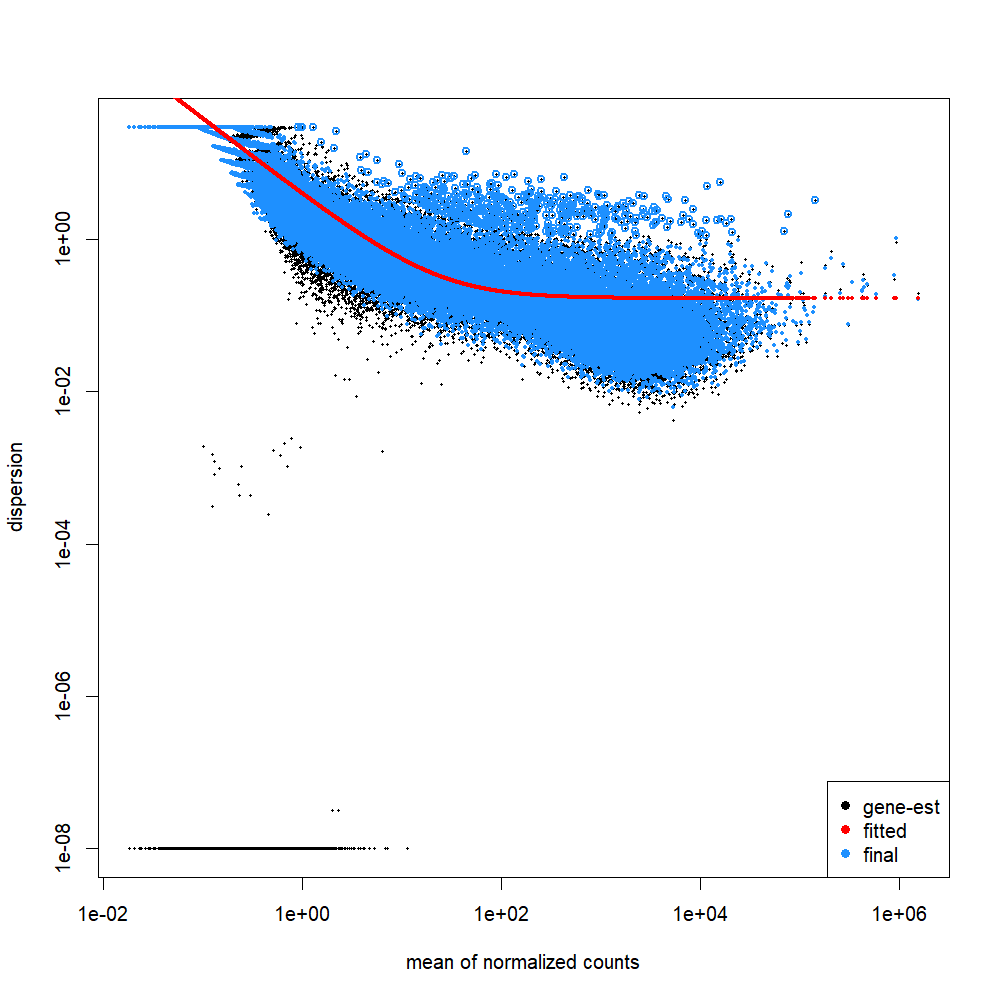 dispersion
1e+00
1e-02
1e-04
1e-06
1e-08
gene-est
fitted
final
1e-02 1e+00 1e+02 1e+04 1e+06
mean of normalized counts